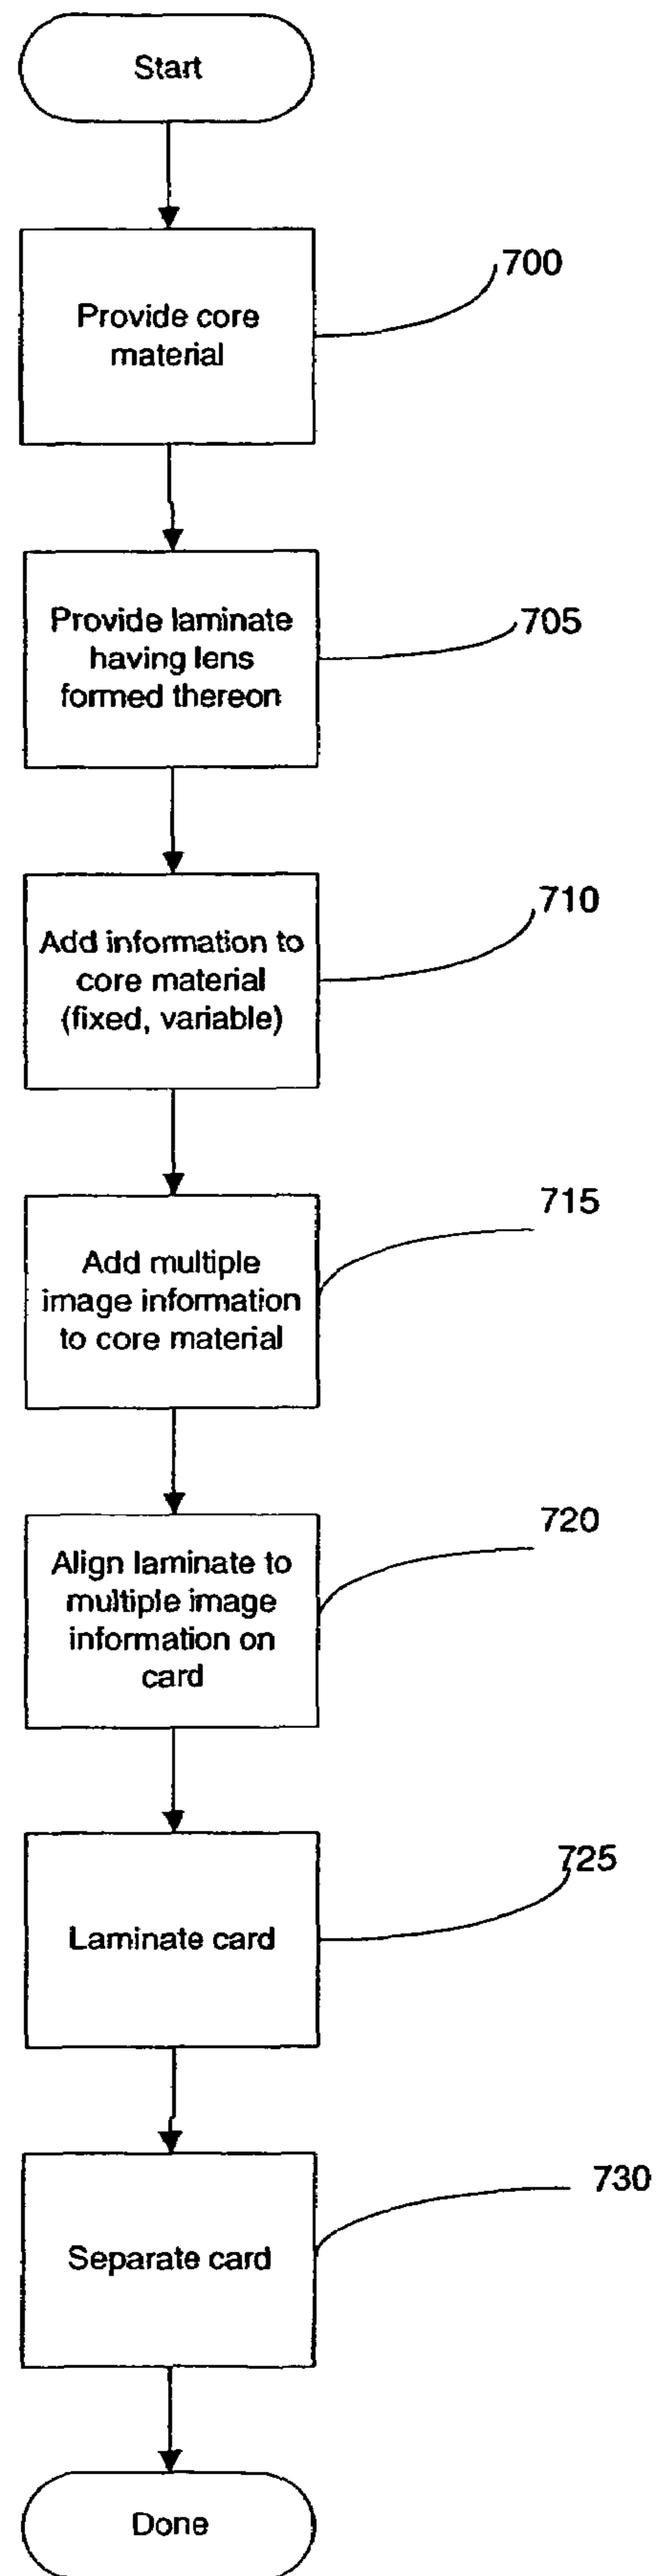 Start
700
Provide core
material
705
Provide laminate
having lens
formed thereon
710
Add information to
core material
(fixed, variable)
715
Add multiple
image information
to core material
720
Align laminate to
multiple image
information on
card
725
Laminate card
730
Separate card
Done